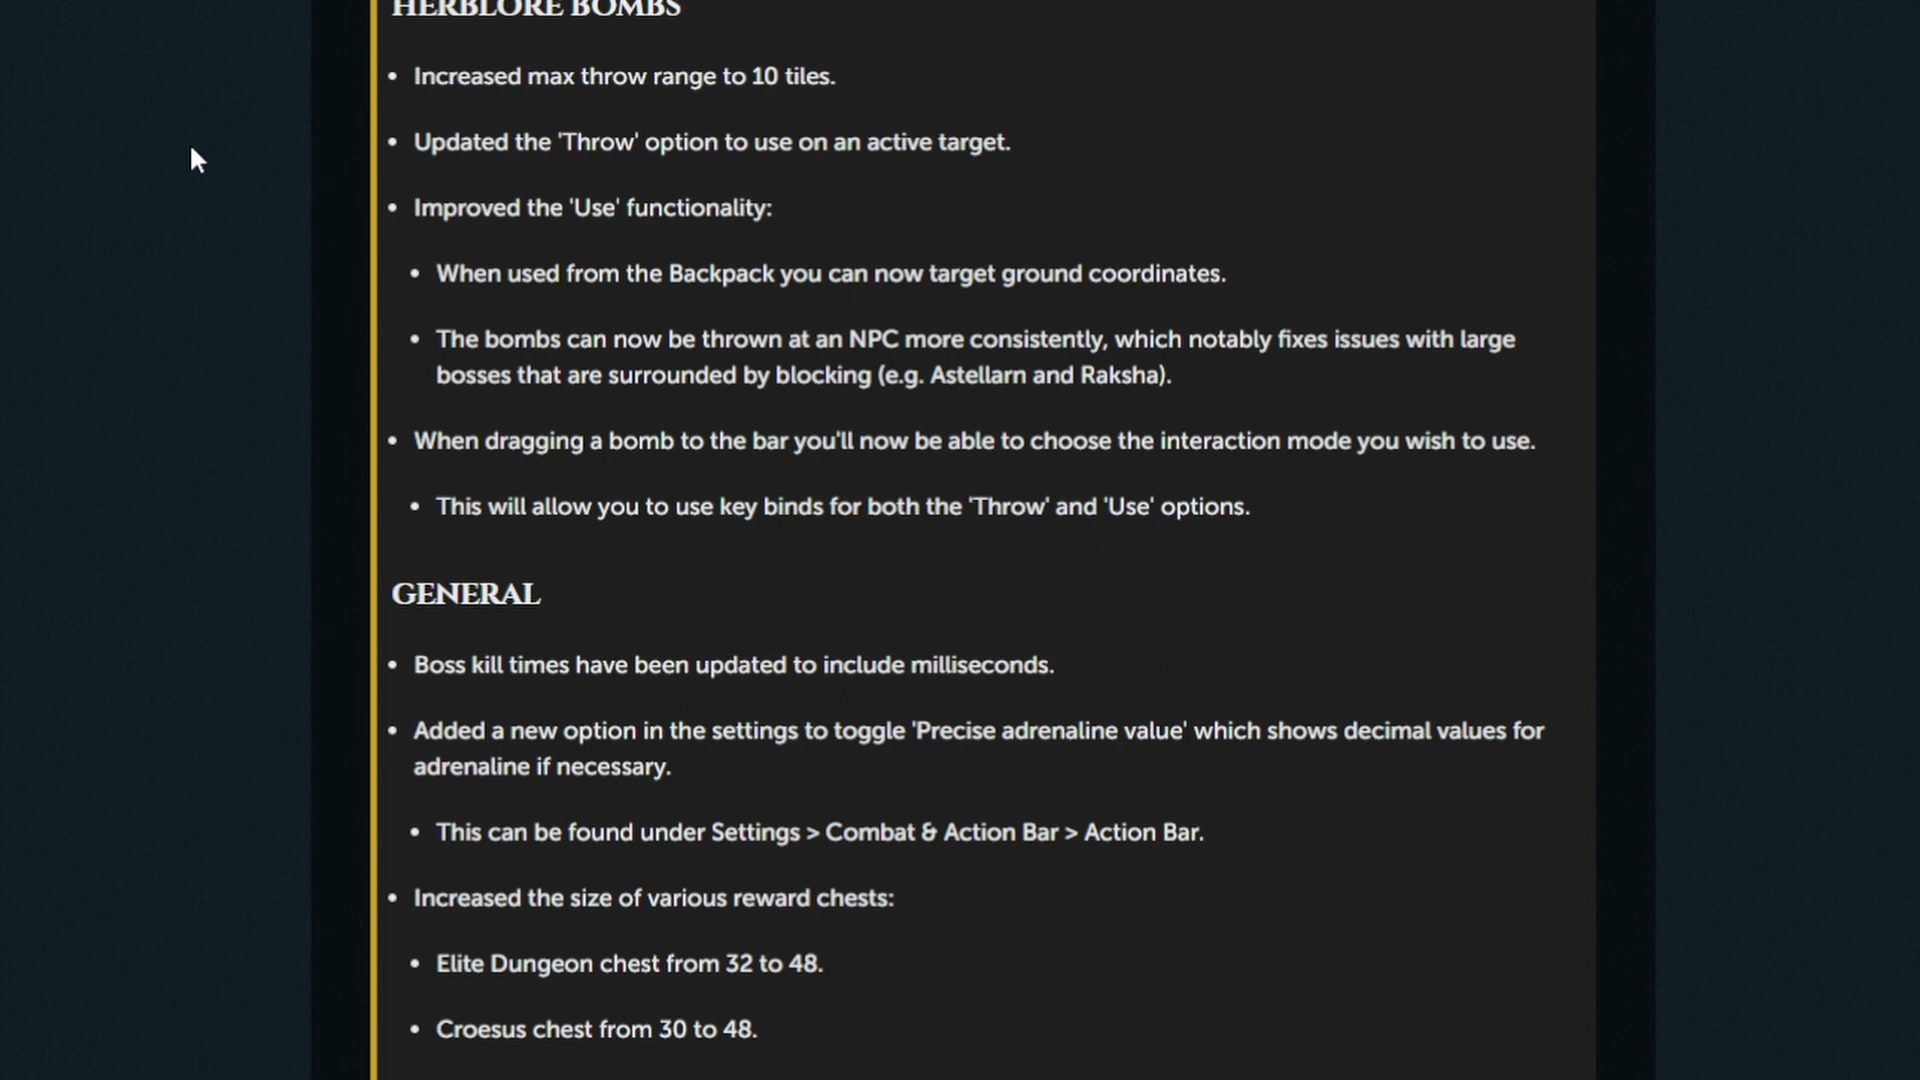 HERBLORE BOMBS
• Increased max throw range to 10 tiles.
• Updated the 'Throw' option to use on an active target.
• Improved the 'Use' functionality:
• When used from the Backpack you can now target ground coordinates.
• The bombs can now be thrown at an NPC more consistently, which notably fixes issues with large
bosses that are surrounded by blocking (e.g. Astellarn and Raksha).
• When dragging a bomb to the bar you'll now be able to choose the interaction mode you wish to use.
• This will allow you to use key binds for both the 'Throw' and 'Use' options.
GENERAL
• Boss kill times have been updated to include milliseconds.
• Added a new option in the settings to toggle 'Precise adrenaline value' which shows decimal values for
adrenaline if necessary.
• This can be found under Settings > Combat & Action Bar > Action Bar.
• Increased the size of various reward chests:
• Elite Dungeon chest from 32 to 48.
• Croesus chest from 30 to 48.